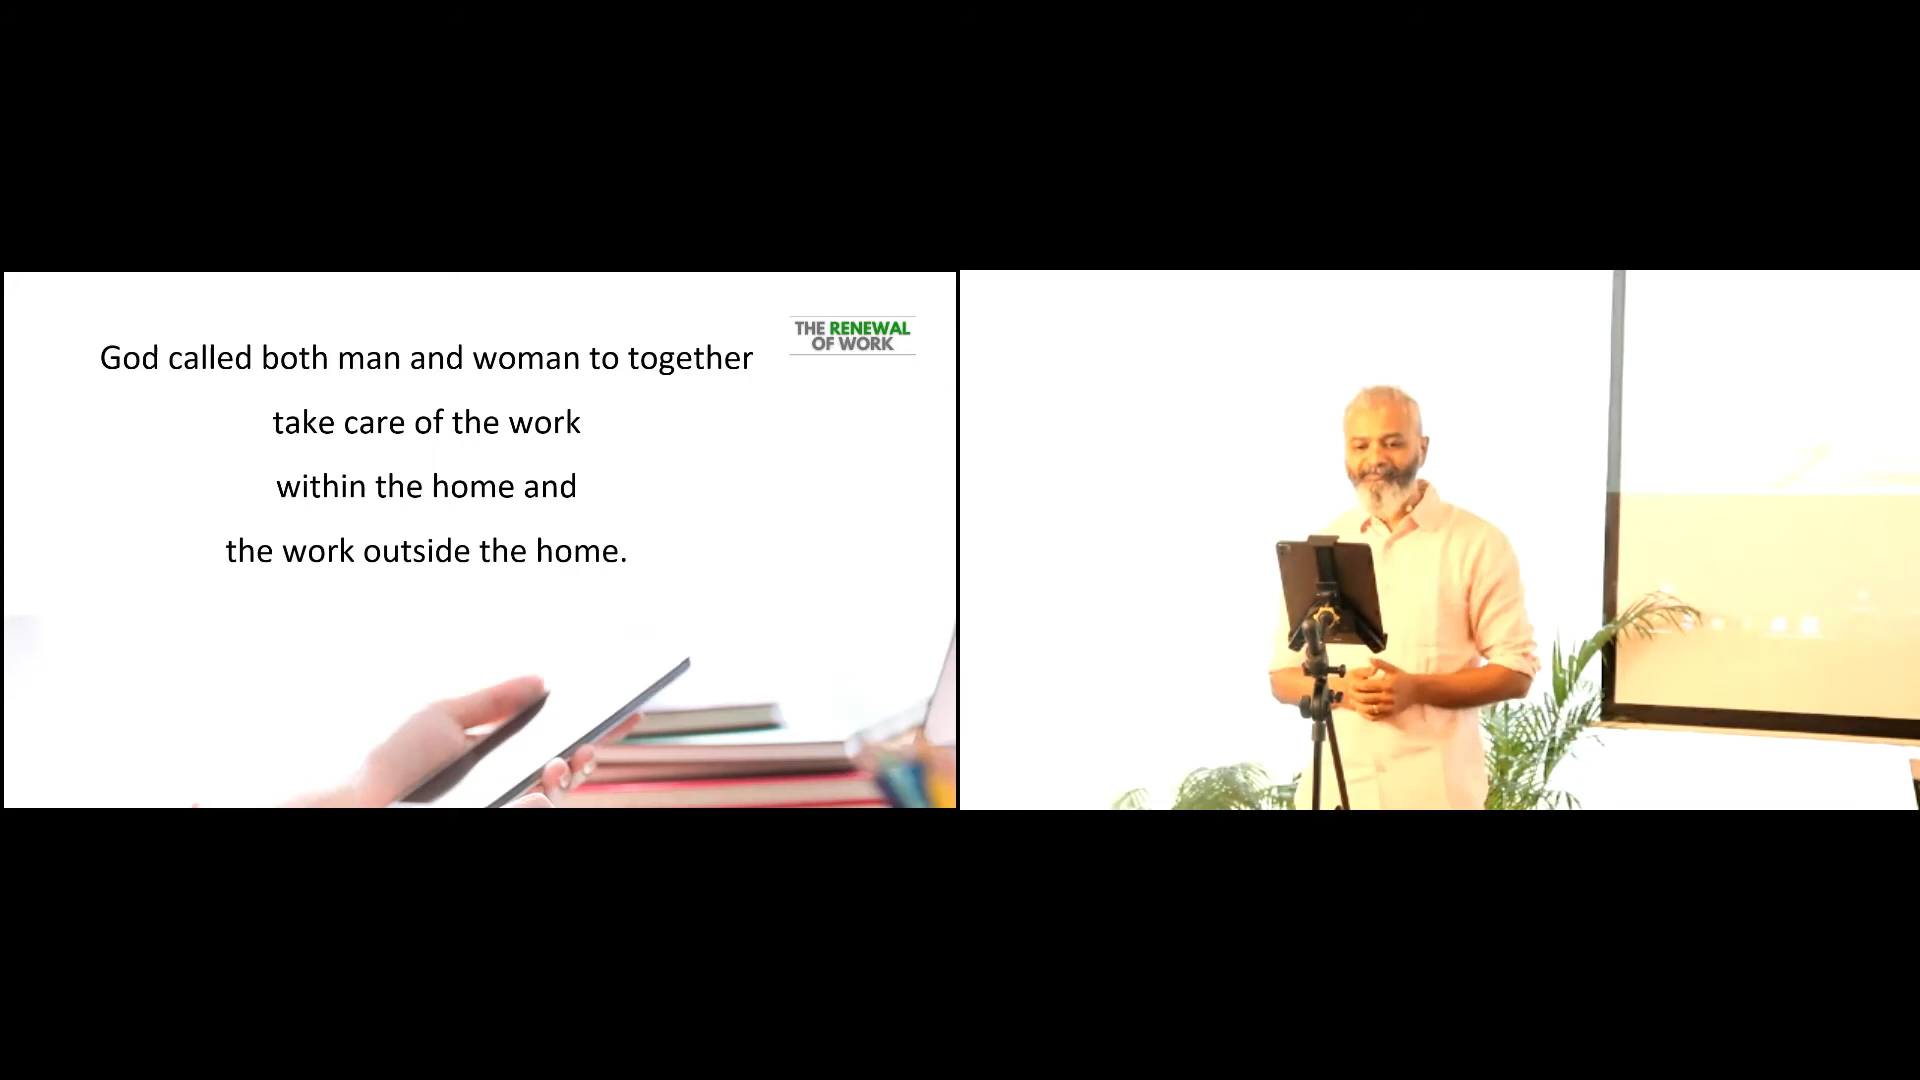 God called both man and woman to together
take care of the work
within the home and
the work outside the home.
THE RENEWAL
OF WORK